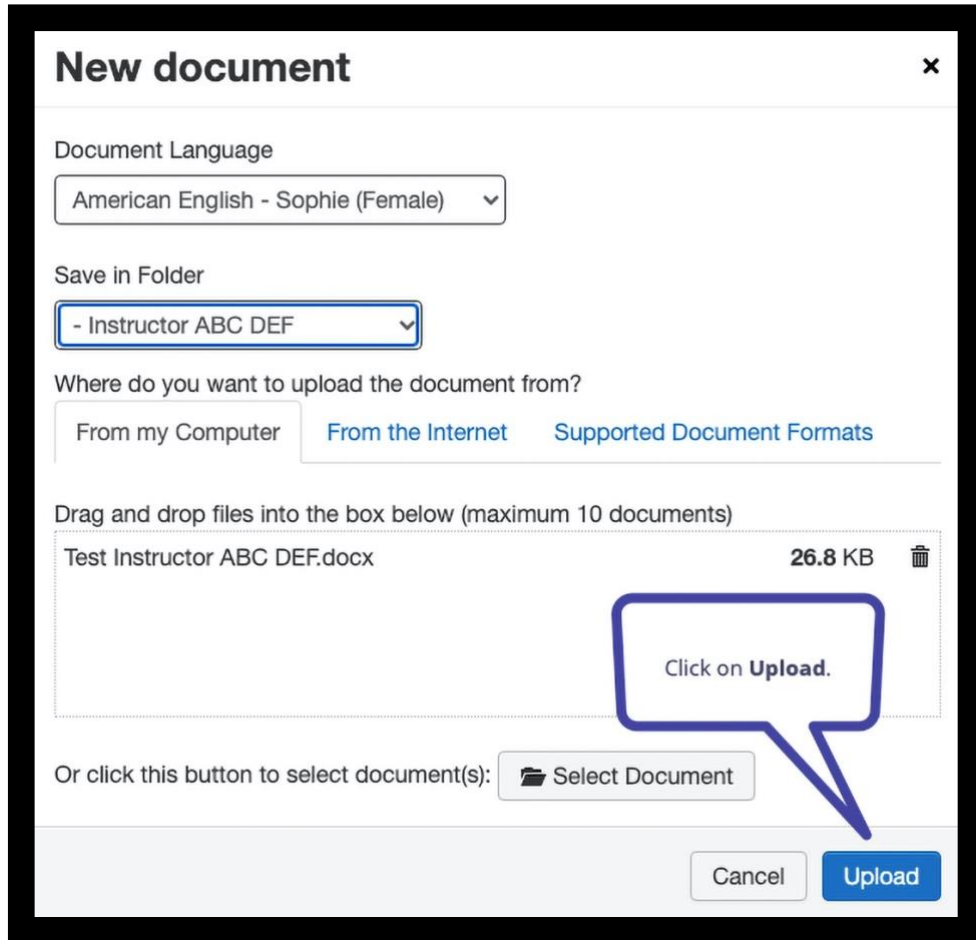 New document
Document Language
American English - Sophie (Female)
Save in Folder
- Instructor ABC DEF
Where do you want to upload the document from?
From my Computer From the Internet Supported Document Formats
Drag and drop files into the box below (maximum 10 documents)
Test Instructor ABC DEF.docx 26.8 KB
Click on Upload.
Or click this button to select document(s): Select Document
Cancel Upload